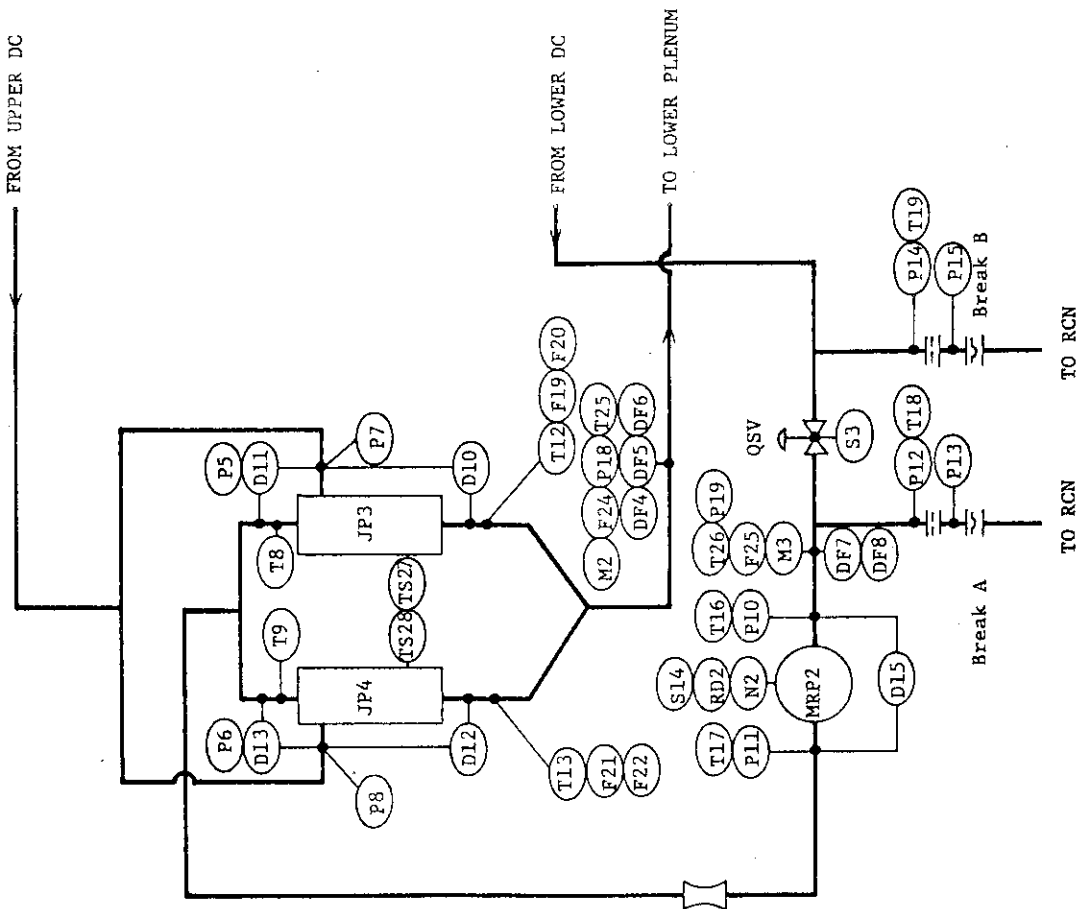 FROM UPPER DC
FROM LOWER DC
TO LOWER PLENUM
P6
D13
T9
P5
D11
T8
P7
JP4
JP3
TS28
TS27
P8
D12
D10
T13
F21
F22
T12
F19
F20
M2
F24
P18
T25
DF4
DF5
DF6
T17
P11
S14
RD2
N2
MRP2
T16
P10
D15
T26
P19
F25
M3
DF7
DF8
QSV
S3
P12
T18
P13
Break A
TO RCN
P14
T19
P15
Break B
TO RCN